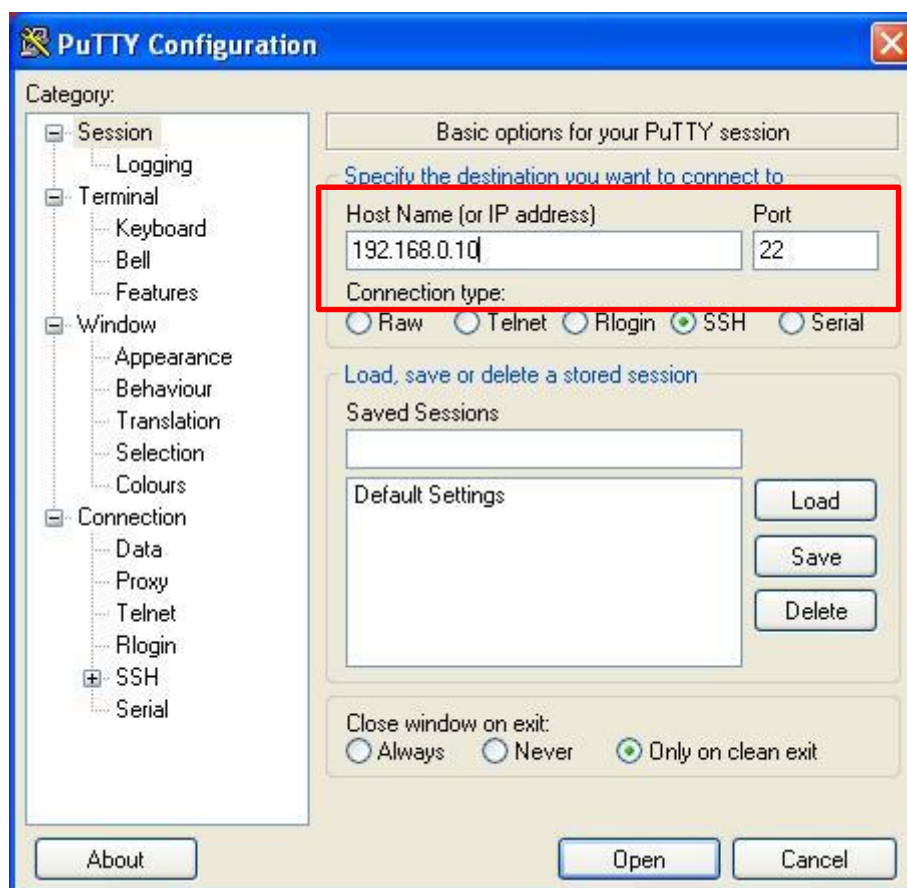 PuTTY Configuration
Category:
Session
Logging
Terminal
Keyboard
Bell
Features
Window
Appearance
Behaviour
Translation
Selection
Colours
Connection
Data
Proxy
Telnet
Rlogin
SSH
Serial
Basic options for your PuTTY session
Specify the destination you want to connect to
Host Name (or IP address) Port
192.168.0.10 22
Connection type:
Raw Telnet Rlogin SSH Serial
Load, save or delete a stored session
Saved Sessions
Default Settings
Load
Save
Delete
Close window on exit:
Always Never Only on clean exit
About Open Cancel